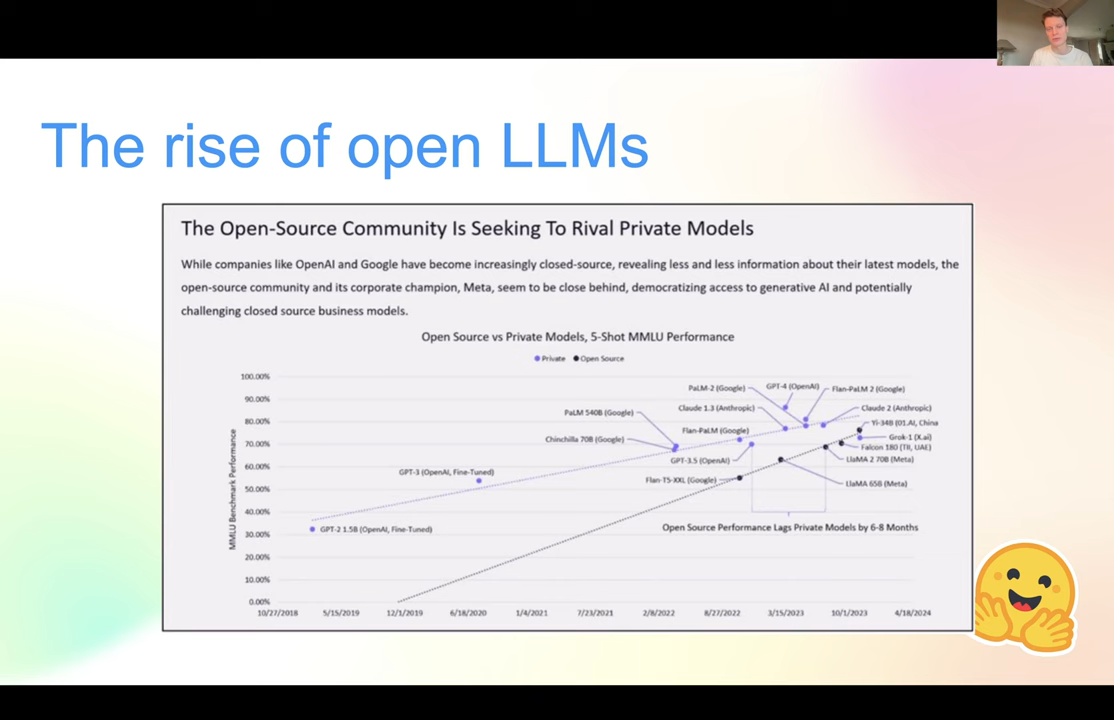 The rise of open LLMs
The Open-Source Community Is Seeking To Rival Private Models
While companies like OpenAI and Google have become increasingly closed-source, revealing less and less information about their latest models, the
open-source community and its corporate champion, Meta, seem to be close behind, democratizing access to generative AI and potentially
challenging closed source business models.
Open Source vs Private Models, 5-Shot MMLU Performance
Private Open Source
MMLU Benchmark Performance
100.00%
90.00%
80.00%
70.00%
60.00%
50.00%
40.00%
30.00%
20.00%
10.00%
0.00%
PaLM-2 (Google)
GPT-4 (OpenAI)
Flan-PaLM 2 (Google)
PaLM 540B (Google)
Claude 1.3 (Anthropic)
Claude 2 (Anthropic)
Yi-34B (01.AI, China
Chinchilla 70B (Google)
Flan-PaLM (Google)
Grok-1 (X.ai)
Falcon 180 (TII, UAE)
GPT-3.5 (OpenAI)
LLaMA 2 70B (Meta)
GPT-3 (OpenAI, Fine-Tuned)
Flan-T5-XXL (Google)
LLaMA 65B (Meta)
GPT-2 1.5B (OpenAI, Fine-Tuned)
Open Source Performance Lags Private Models by 6-8 Months
10/27/2018 5/15/2019 12/1/2019 6/18/2020 1/4/2021 7/23/2021 2/8/2022 8/27/2022 3/15/2023 10/1/2023 4/18/2024